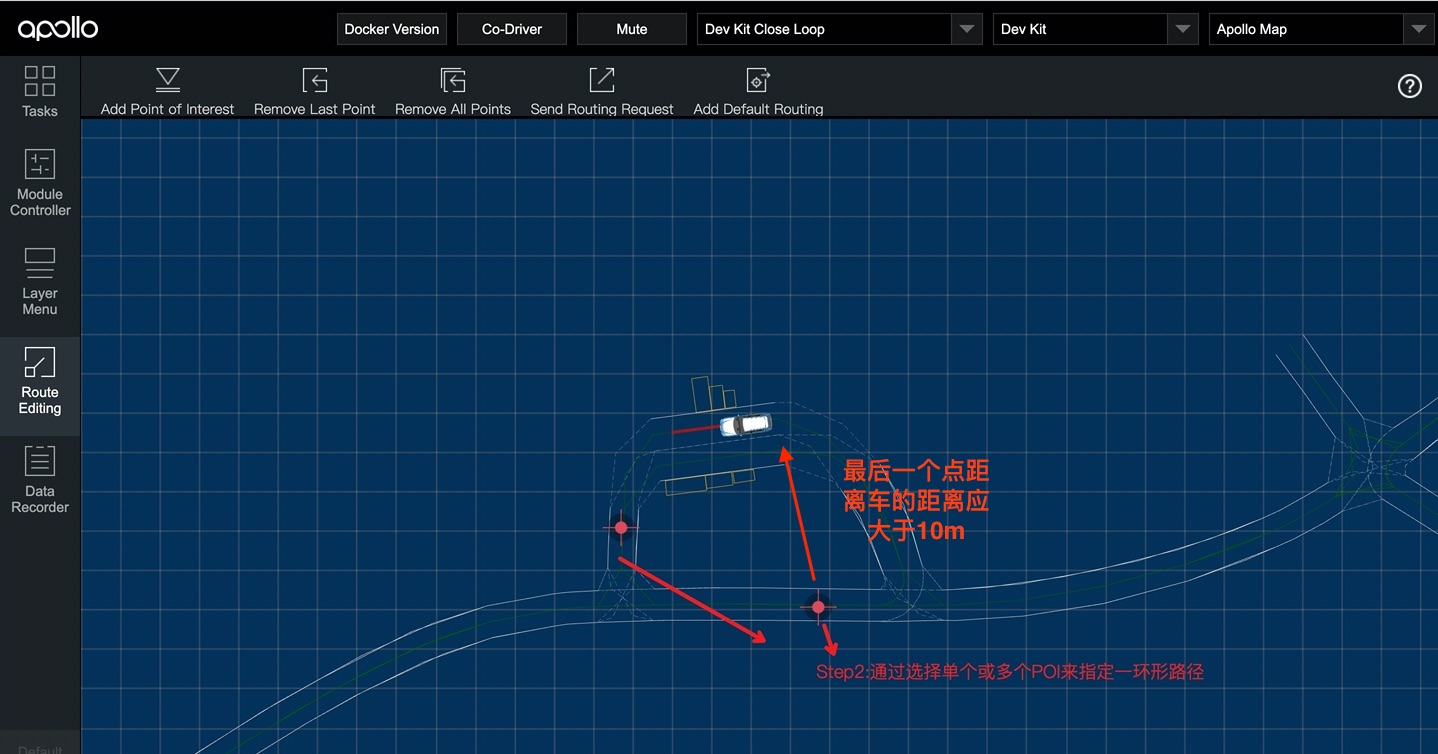 apollo
Docker Version
Co-Driver
Mute
Dev Kit Close Loop
Dev Kit
Apollo Map
Tasks
Add Point of Interest
Remove Last Point
Remove All Points
Send Routing Request
Add Default Routing
?
Module
Controller
Layer
Menu
Route
Editing
Data
Recorder
最后一个点距
离车的距离应
大于10m
Step2:通过选择单个或多个POI来指定一环形路径
Default